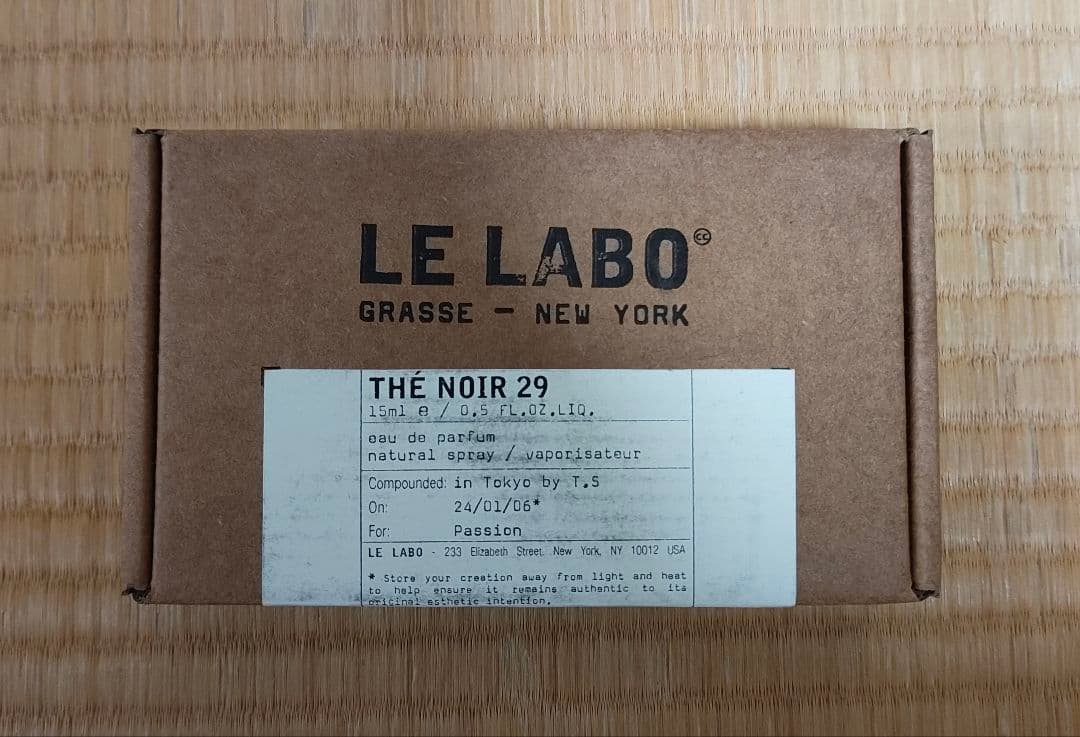 LE LABO
GRASSE — NEW YORK
THÉ NOIR 29
15ml e / 0.5 FL.OZ.LIQ.
eau de parfum
natural spray / vaporisateur
Compounded: in Tokyo by T.S
On: 24/01/06*
For: Passion
LE LABO - 233 Elizabeth Street, New York, NY 10012 USA
* Store your creation away from light and heat
to help ensure it remains authentic to its
original esthetic intention.